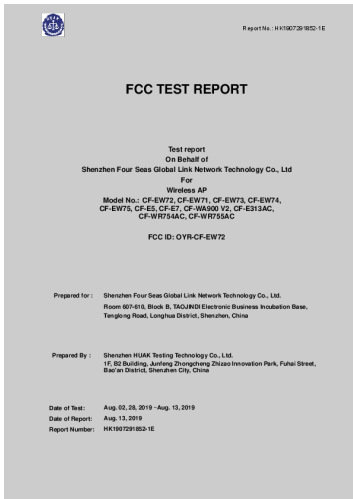 Report No.: HK1907291852-1E
FCC TEST REPORT
Test report
On Behalf of
Shenzhen Four Seas Global Link Network Technology Co., Ltd
For
Wireless AP
Model No.: CF-EW72, CF-EW71, CF-EW73, CF-EW74,
CF-EW75, CF-E5, CF-E7, CF-WA900 V2, CF-E313AC,
CF-WR754AC, CF-WR755AC
FCC ID: OYR-CF-EW72
Prepared for : Shenzhen Four Seas Global Link Network Technology Co., Ltd.
Room 607-610, Block B, TAOJINDI Electronic Business Incubation Base,
Tenglong Road, Longhua District, Shenzhen, China
Prepared By : Shenzhen HUAK Testing Technology Co., Ltd.
1F, B2 Building, Junfeng Zhongcheng Zhizao Innovation Park, Fuhai Street,
Bao'an District, Shenzhen City, China
Date of Test: Aug. 02, 28, 2019 ~Aug. 13, 2019
Date of Report: Aug. 13, 2019
Report Number: HK1907291852-1E